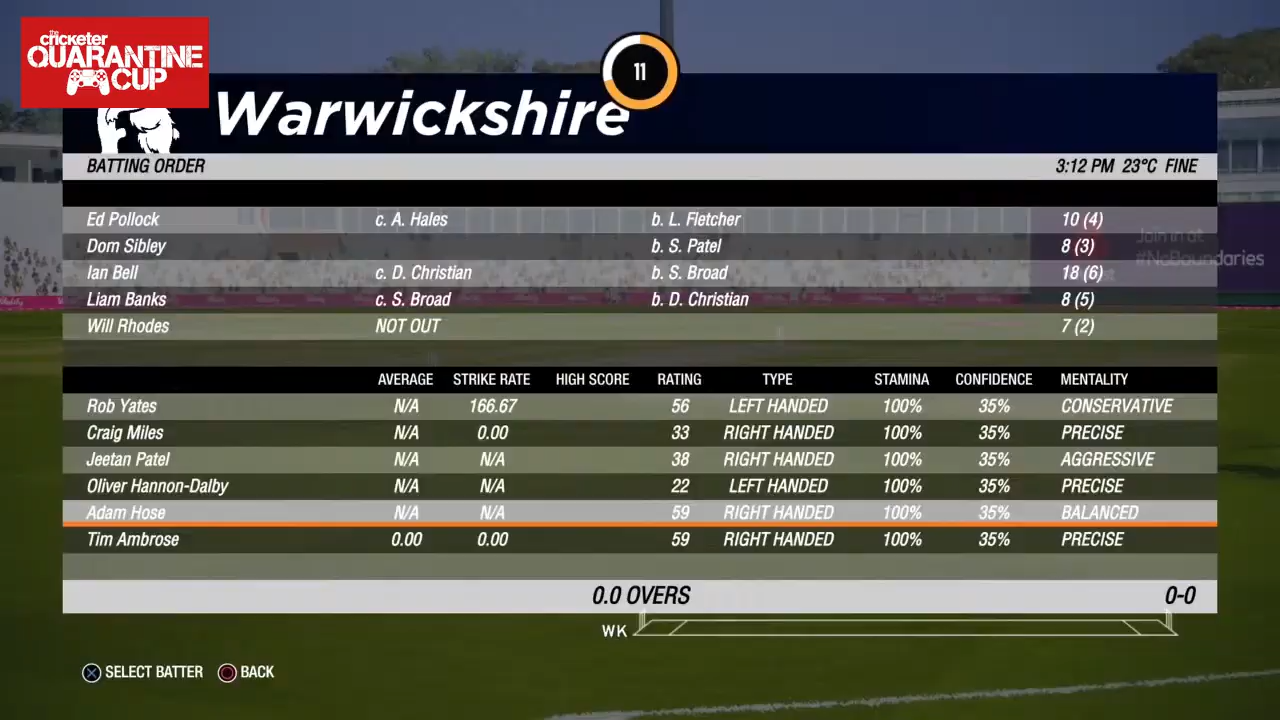 the cricketer
QUARANTINE
CUP
11
Warwickshire
BATTING ORDER 3:12 PM 23°C FINE
Ed Pollock c. A. Hales b. L. Fletcher 10 (4)
Dom Sibley b. S. Patel 8 (3)
Ian Bell c. D. Christian b. S. Broad 18 (6)
Liam Banks c. S. Broad b. D. Christian 8 (5)
Will Rhodes NOT OUT 7 (2)
Join in at
#NoBoundaries
AVERAGE STRIKE RATE HIGH SCORE RATING TYPE STAMINA CONFIDENCE MENTALITY
Rob Yates N/A 166.67 56 LEFT HANDED 100% 35% CONSERVATIVE
Craig Miles N/A 0.00 33 RIGHT HANDED 100% 35% PRECISE
Jeetan Patel N/A N/A 38 RIGHT HANDED 100% 35% AGGRESSIVE
Oliver Hannon-Dalby N/A N/A 22 LEFT HANDED 100% 35% PRECISE
Adam Hose N/A N/A 59 RIGHT HANDED 100% 35% BALANCED
Tim Ambrose 0.00 0.00 59 RIGHT HANDED 100% 35% PRECISE
0.0 OVERS 0-0
WK
SELECT BATTER BACK